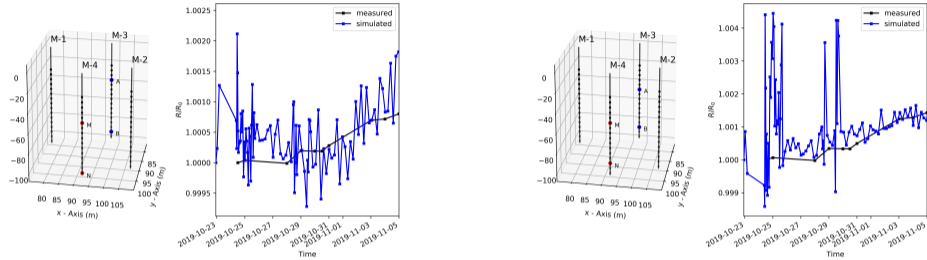 M-1
M-3
M-2
M-4
A
M
B
N
0
−20
−40
−60
−80
−100
80 85 90 95 100 105
x - Axis (m)
85
90
95
100
y - Axis (m)
1.0025
1.0020
1.0015
1.0010
1.0005
1.0000
0.9995
R/R₀
measured
simulated
2019-10-23
2019-10-25
2019-10-27
2019-10-29
2019-10-31
2019-11-01
2019-11-03
2019-11-05
Time
M-1
M-3
M-2
M-4
A
B
M
N
0
−20
−40
−60
−80
−100
80 85 90 95 100 105
x - Axis (m)
85
90
95
100
y - Axis (m)
1.004
1.003
1.002
1.001
1.000
0.999
R/R₀
measured
simulated
2019-10-23
2019-10-25
2019-10-27
2019-10-29
2019-10-31
2019-11-01
2019-11-03
2019-11-05
Time